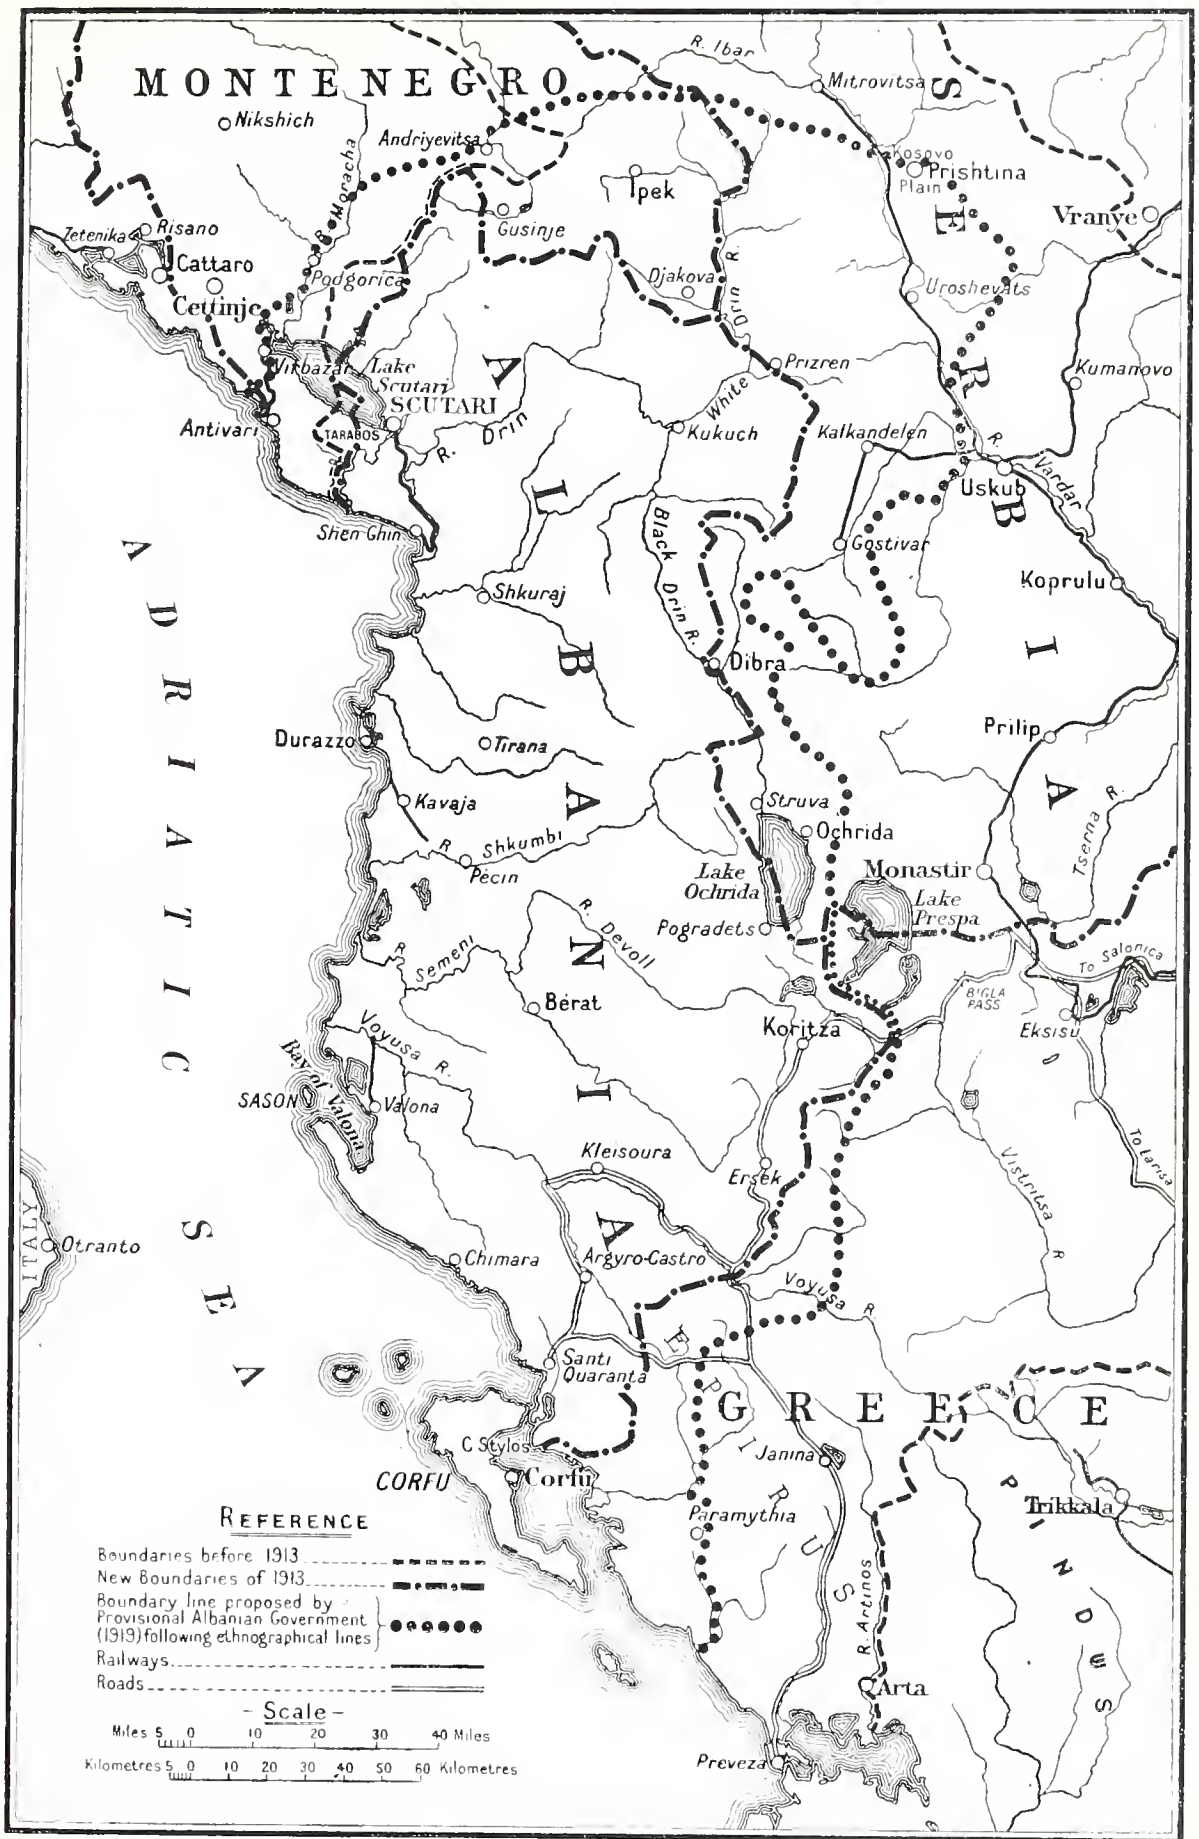 MONTENEGRO
R. Ibar
Mitrovitsa
SERBIA
Nikshich
Andriyevitsa
Kosovo
Plain
Prishtina
Moracha
R.
Ipek
Vranye
Zetenika
Risano
Gusinje
Cattaro
Podgorica
Djakova
Drin R.
White
Uroshevats
Cettinje
Virbazar
Lake
Scutari
SCUTARI
Prizren
Kumanovo
Antivari
TARABOS
R. Drin
Kukuch
Kalkandelen
R. Vardar
Uskub
ALBANIA
Shen Ghin
Black Drin R.
Gostivar
Koprulu
Shkuraj
Dibra
ADRIATIC SEA
Durazzo
Tirana
Prilip
Kavaja
Struva
Ochrida
Tserna R.
R. Shkumbi
Pécin
Lake
Ochrida
Monastir
Lake
Prespa
Pogradets
R. Devoll
R. Semeni
To Salonica
BIGLA
PASS
Bérat
Koritza
Eksisu
Voyusa R.
Bay of Valona
SASON
Valona
Kleisoura
Ersek
Vistritsa R
To Larisa
ITALY
Otranto
Chimara
Argyro-Castro
Voyusa R.
EPIRUS
Santi
Quaranta
GREECE
C Stylos
Janina
CORFU
Corfu
Trikkala
PINDUS
Paramythia
R. Artinos
Arta
Preveza
REFERENCE
Boundaries before 1913
New Boundaries of 1913
Boundary line proposed by
Provisional Albanian Government
(1919) following ethnographical lines
Railways
Roads
- Scale -
Miles 5 0 10 20 30 40 Miles
Kilometres 5 0 10 20 30 40 50 60 Kilometres